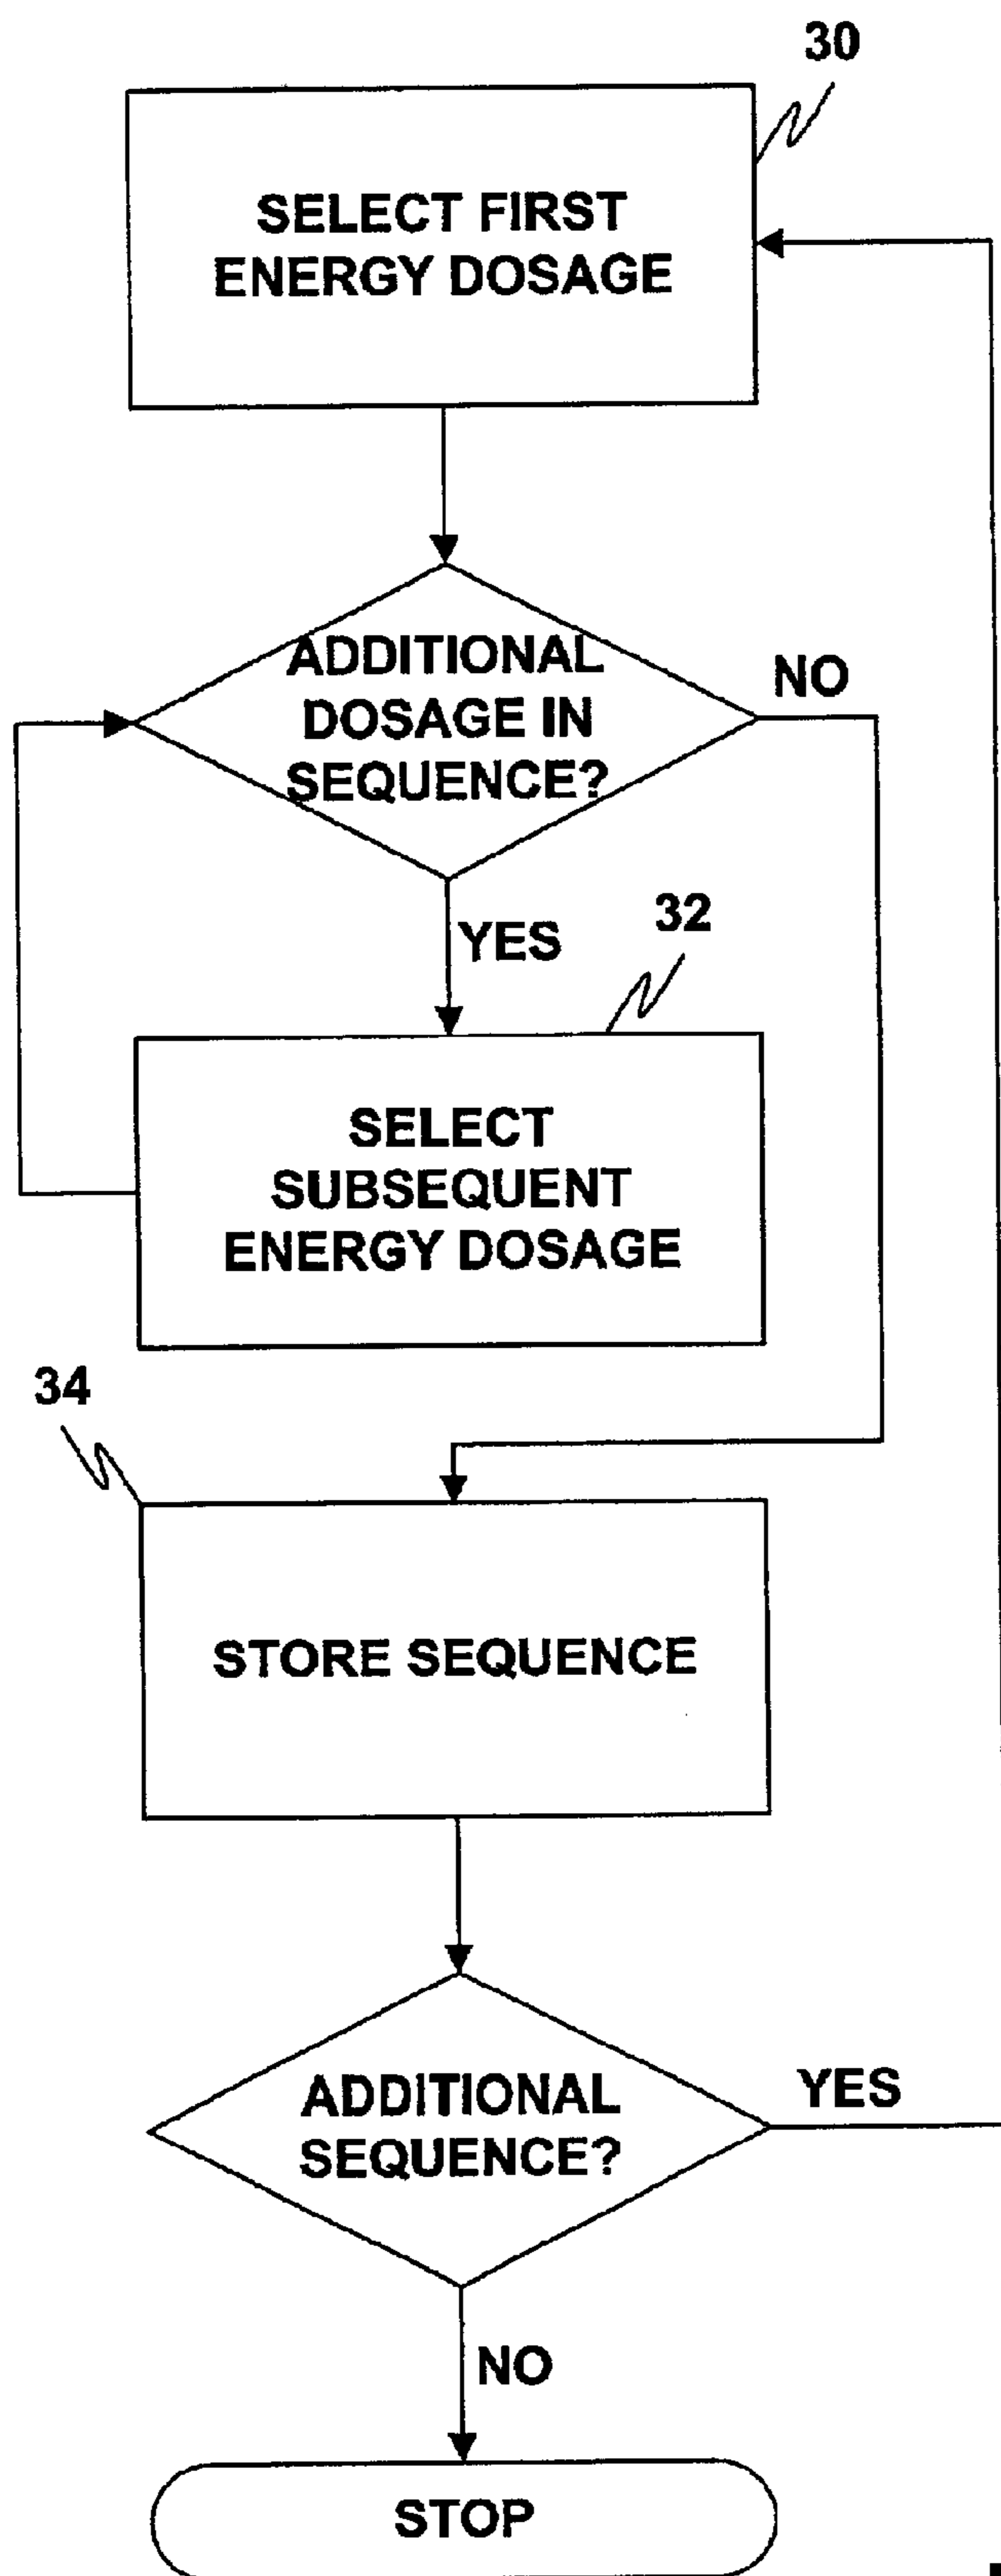 30
SELECT FIRST
ENERGY DOSAGE
ADDITIONAL
DOSAGE IN
SEQUENCE?
NO
YES
32
SELECT
SUBSEQUENT
ENERGY DOSAGE
34
STORE SEQUENCE
ADDITIONAL
SEQUENCE?
YES
NO
STOP